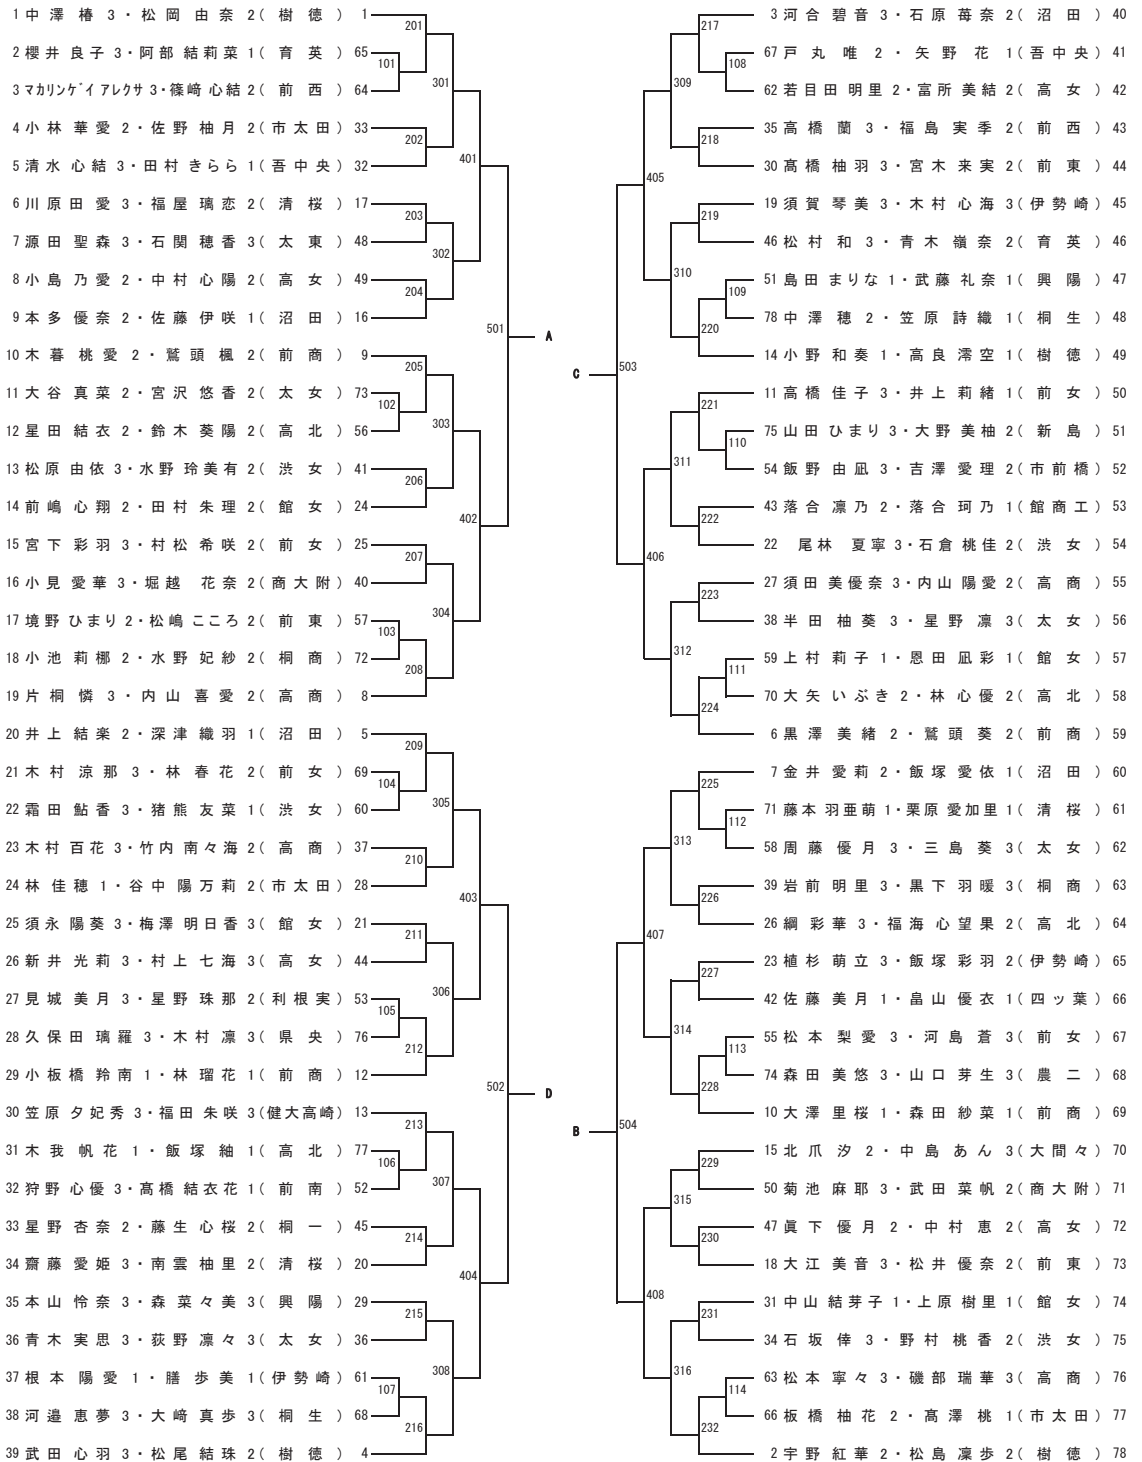 1 中澤 椿 3・松岡 由奈 2(樹徳) 1
2 櫻井 良子 3・阿部 結莉菜 1(育英) 65
3 マカリンゲイ アレクサ 3・篠﨑 心結 2(前西) 64
4 小林 華愛 2・佐野 柚月 2(市太田) 33
5 清水 心結 3・田村 きらら 1(吾中央) 32
6 川原田 愛 3・福屋 璃恋 2(清桜) 17
7 源田 聖森 3・石関 穂香 3(太東) 48
8 小島 乃愛 2・中村 心陽 2(高女) 49
9 本多 優奈 2・佐藤 伊咲 1(沼田) 16
10 木暮 桃愛 2・鷲頭 楓 2(前商) 9
11 大谷 真菜 2・宮沢 悠香 2(太女) 73
12 星田 結衣 2・鈴木 葵陽 2(高北) 56
13 松原 由依 3・水野 玲美有 2(渋女) 41
14 前嶋 心翔 2・田村 朱理 2(館女) 24
15 宮下 彩羽 3・村松 希咲 2(前女) 25
16 小見 愛華 3・堀越 花奈 2(商大附) 40
17 境野 ひまり 2・松嶋 こころ 2(前東) 57
18 小池 莉梛 2・水野 妃紗 2(桐商) 72
19 片桐 憐 3・内山 喜愛 2(高商) 8
20 井上 結楽 2・深津 織羽 1(沼田) 5
21 木村 涼那 3・林 春花 2(前女) 69
22 霜田 鮎香 3・猪熊 友菜 1(渋女) 60
23 木村 百花 3・竹内 南々海 2(高商) 37
24 林 佳穂 1・谷中 陽万莉 2(市太田) 28
25 須永 陽葵 3・梅澤 明日香 3(館女) 21
26 新井 光莉 3・村上 七海 3(高女) 44
27 見城 美月 3・星野 珠那 2(利根実) 53
28 久保田 璃羅 3・木村 凛 3(県央) 76
29 小板橋 羚南 1・林 瑠花 1(前商) 12
30 笠原 夕妃秀 3・福田 朱咲 3(健大高崎) 13
31 木我 帆花 1・飯塚 紬 1(高北) 77
32 狩野 心優 3・髙橋 結衣花 1(前南) 52
33 星野 杏奈 2・藤生 心桜 2(桐一) 45
34 齋藤 愛姫 3・南雲 柚里 2(清桜) 20
35 本山 怜奈 3・森 菜々美 3(興陽) 29
36 青木 実思 3・荻野 凛々 3(太女) 36
37 根本 陽愛 1・膳 歩美 1(伊勢崎) 61
38 河邉 恵夢 3・大﨑 真歩 3(桐生) 68
39 武田 心羽 3・松尾 結珠 2(樹徳) 4
201
101
301
202
401
203
302
204
501
A
205
102
303
206
402
207
304
103
208
209
104
305
210
403
211
306
105
212
502
D
213
106
307
214
404
215
308
107
216
217
108
309
218
405
219
310
109
220
C
503
221
110
311
222
406
223
312
111
224
225
112
313
226
407
227
314
113
228
B
504
229
315
230
408
231
316
114
232
3 河合 碧音 3・石原 苺奈 2(沼田) 40
67 戸丸 唯 2・矢野 花 1(吾中央) 41
62 若目田 明里 2・富所 美結 2(高女) 42
35 高橋 蘭 3・福島 実季 2(前西) 43
30 髙橋 柚羽 3・宮木 来実 2(前東) 44
19 須賀 琴美 3・木村 心海 3(伊勢崎) 45
46 松村 和 3・青木 嶺奈 2(育英) 46
51 島田 まりな 1・武藤 礼奈 1(興陽) 47
78 中澤 穂 2・笠原 詩織 1(桐生) 48
14 小野 和奏 1・高良 澪空 1(樹徳) 49
11 高橋 佳子 3・井上 莉緒 1(前女) 50
75 山田 ひまり 3・大野 美柚 2(新島) 51
54 飯野 由凪 3・吉澤 愛理 2(市前橋) 52
43 落合 凛乃 2・落合 珂乃 1(館商工) 53
22 尾林 夏寧 3・石倉 桃佳 2(渋女) 54
27 須田 美優奈 3・内山 陽愛 2(高商) 55
38 半田 柚葵 3・星野 凛 3(太女) 56
59 上村 莉子 1・恩田 凪彩 1(館女) 57
70 大矢 いぶき 2・林 心優 2(高北) 58
6 黒澤 美緒 2・鷲頭 葵 2(前商) 59
7 金井 愛莉 2・飯塚 愛依 1(沼田) 60
71 藤本 羽亜萌 1・栗原 愛加里 1(清桜) 61
58 周藤 優月 3・三島 葵 3(太女) 62
39 岩前 明里 3・黒下 羽暖 3(桐商) 63
26 綱 彩華 3・福海 心望果 2(高北) 64
23 植杉 萌立 3・飯塚 彩羽 2(伊勢崎) 65
42 佐藤 美月 1・畠山 優衣 1(四ッ葉) 66
55 松本 梨愛 3・河島 蒼 3(前女) 67
74 森田 美悠 3・山口 芽生 3(農二) 68
10 大澤 里桜 1・森田 紗菜 1(前商) 69
15 北爪 汐 2・中島 あん 3(大間々) 70
50 菊池 麻耶 3・武田 菜帆 2(商大附) 71
47 眞下 優月 2・中村 恵 2(高女) 72
18 大江 美音 3・松井 優奈 2(前東) 73
31 中山 結芽子 1・上原 樹里 1(館女) 74
34 石坂 倖 3・野村 桃香 2(渋女) 75
63 松本 寧々 3・磯部 瑞華 3(高商) 76
66 板橋 柚花 2・髙澤 桃 1(市太田) 77
2 宇野 紅華 2・松島 凜歩 2(樹徳) 78